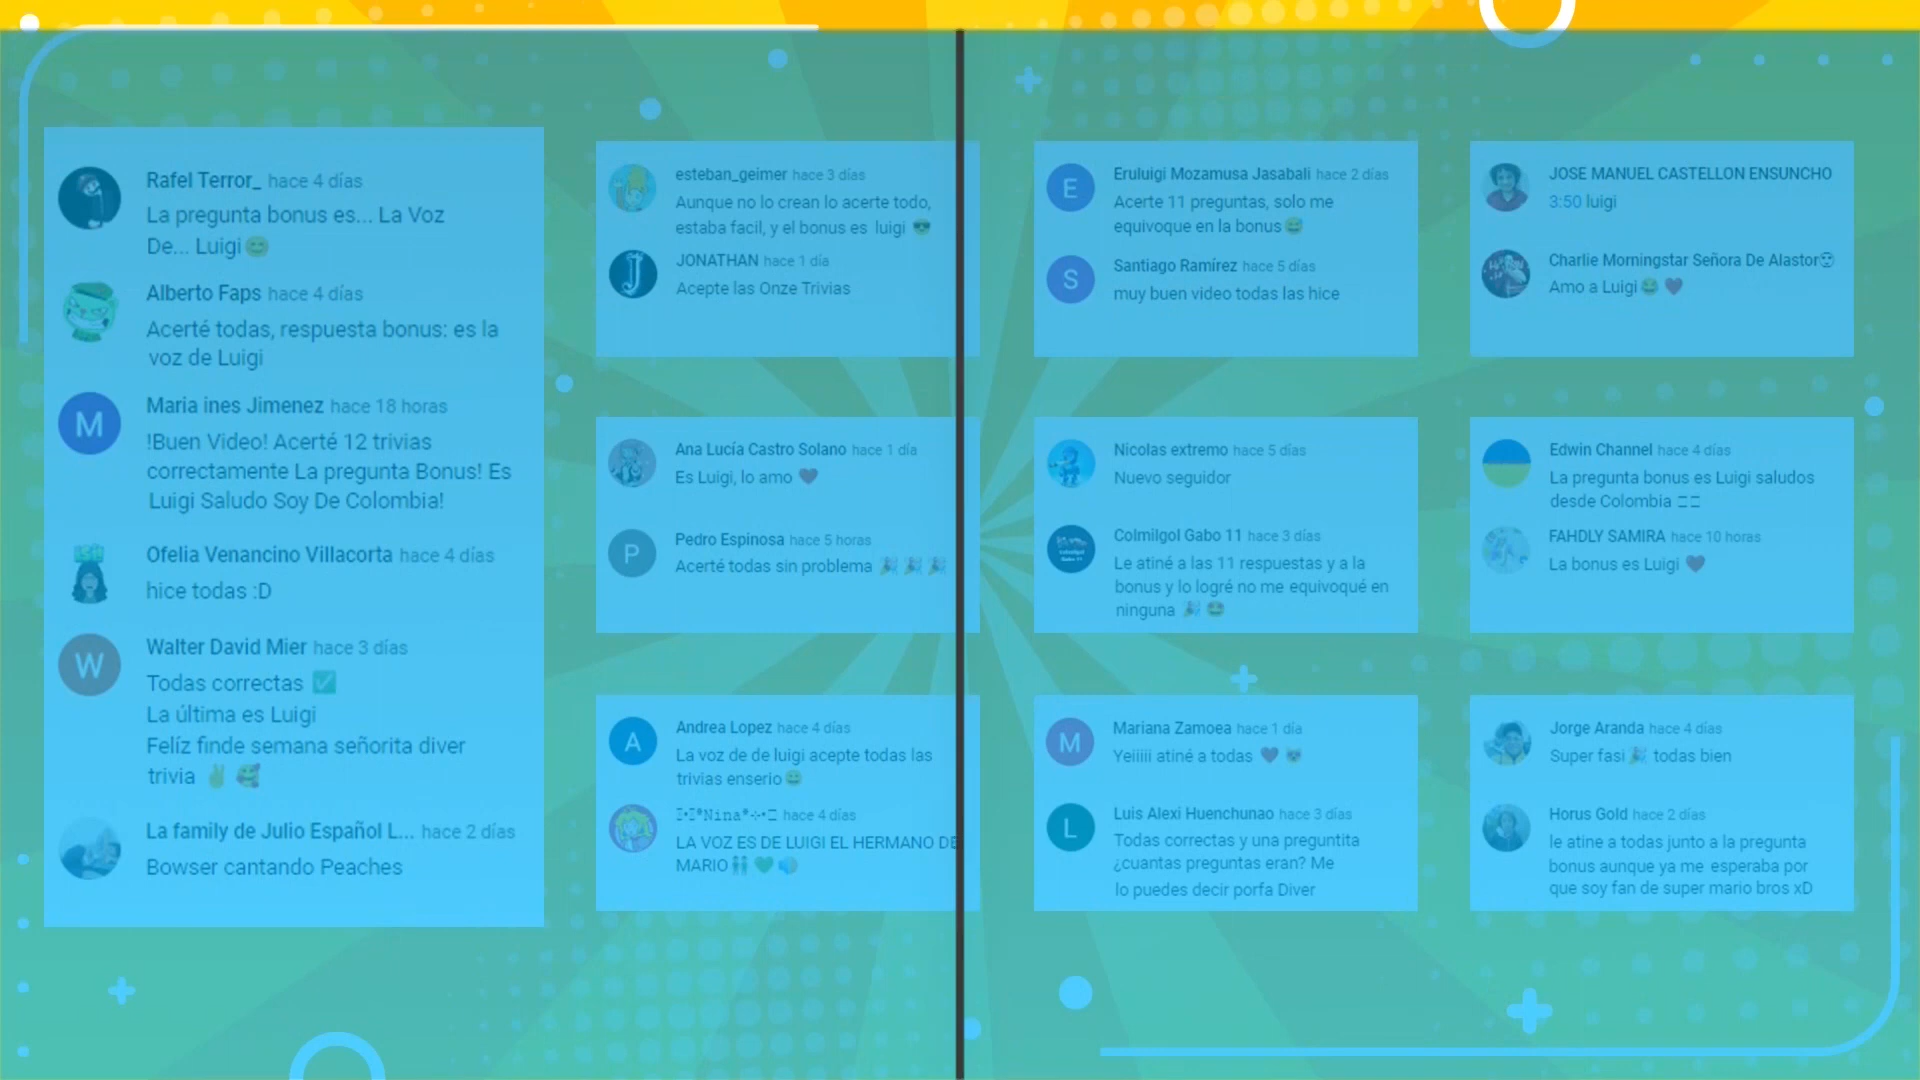 Rafel Terror_ hace 4 días
La pregunta bonus es... La Voz
De... Luigi😊
Alberto Faps hace 4 días
Acerté todas, respuesta bonus: es la
voz de Luigi
M
Maria ines Jimenez hace 18 horas
!Buen Video! Acerté 12 trivias
correctamente La pregunta Bonus! Es
Luigi Saludo Soy De Colombia!
Ofelia Venancino Villacorta hace 4 días
hice todas :D
W
Walter David Mier hace 3 días
Todas correctas ✅
La última es Luigi
Felíz finde semana señorita diver
trivia ✌ 🥰
La family de Julio Español L... hace 2 días
Bowser cantando Peaches
esteban_geimer hace 3 días
Aunque no lo crean lo acerte todo,
estaba facil, y el bonus es luigi 😎
J
JONATHAN hace 1 día
Acepte las Onze Trivias
Ana Lucía Castro Solano hace 1 día
Es Luigi, lo amo ❤
P
Pedro Espinosa hace 5 horas
Acerté todas sin problema 🎉🎉🎉
A
Andrea Lopez hace 4 días
La voz de de luigi acepte todas las
trivias enserio😄
*Nina* hace 4 días
LA VOZ ES DE LUIGI EL HERMANO DE
MARIO👬💚🔊
E
Eruluigi Mozamusa Jasabali hace 2 días
Acerte 11 preguntas, solo me
equivoque en la bonus😅
S
Santiago Ramírez hace 5 días
muy buen video todas las hice
Nicolas extremo hace 5 días
Nuevo seguidor
Colmilgol Gabo 11 hace 3 días
Le atiné a las 11 respuestas y a la
bonus y lo logré no me equivoqué en
ninguna 🎉 😄
M
Mariana Zamoea hace 1 día
Yeiiiii atiné a todas ❤ 😻
L
Luis Alexi Huenchunao hace 3 días
Todas correctas y una preguntita
¿cuantas preguntas eran? Me
lo puedes decir porfa Diver
JOSE MANUEL CASTELLON ENSUNCHO
3:50 luigi
Charlie Morningstar Señora De Alastor
Amo a Luigi😂 ❤
Edwin Channel hace 4 días
La pregunta bonus es Luigi saludos
desde Colombia
FAHDLY SAMIRA hace 10 horas
La bonus es Luigi ❤
Jorge Aranda hace 4 días
Super fasi🎉 todas bien
Horus Gold hace 2 días
le atine a todas junto a la pregunta
bonus aunque ya me esperaba por
que soy fan de super mario bros xD